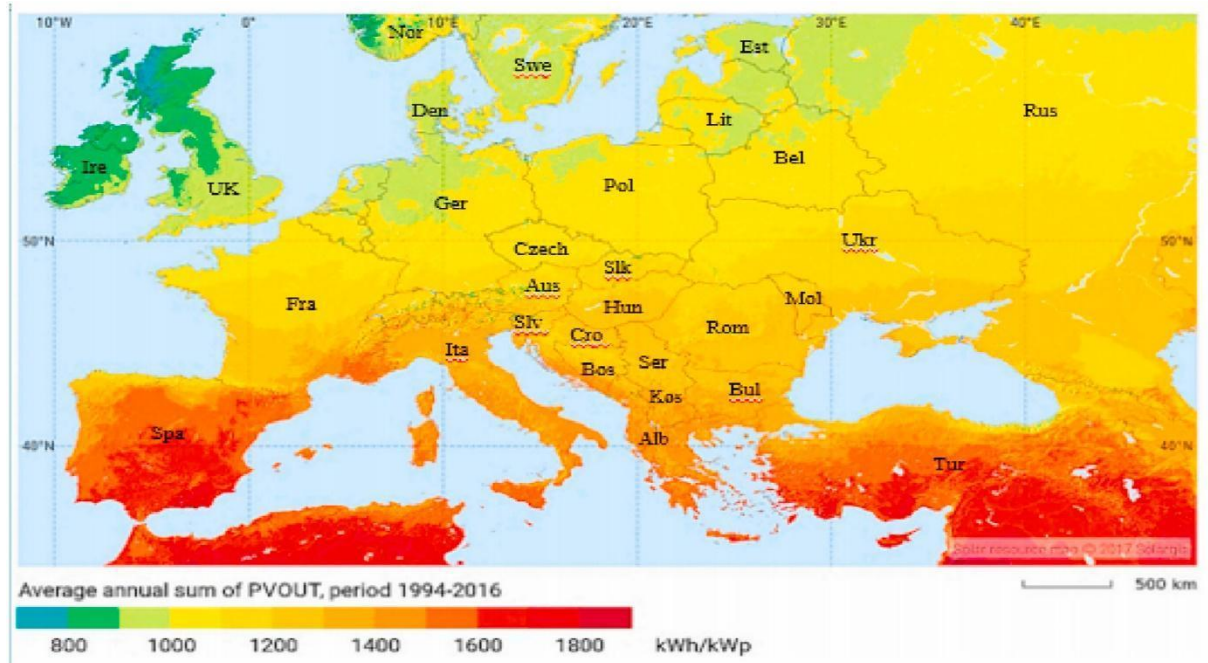 10°W 0° 10°E 20°E 30°E 40°E
Nor
Est
Swe
Den
Rus
Lit
Bel
Ire
Pol
UK
Ger
50°N 50°N
Czech
Ukr
Slk
Aus
Fra
Mol
Hun
Slv
Rom
Cro
Ita
Ser
Bos
Bul
Kos
Spa
Alb
40°N 40°N
Tur
Solar resource map © 2017 Solargis
Average annual sum of PVOUT, period 1994-2016
500 km
800 1000 1200 1400 1600 1800 kWh/kWp